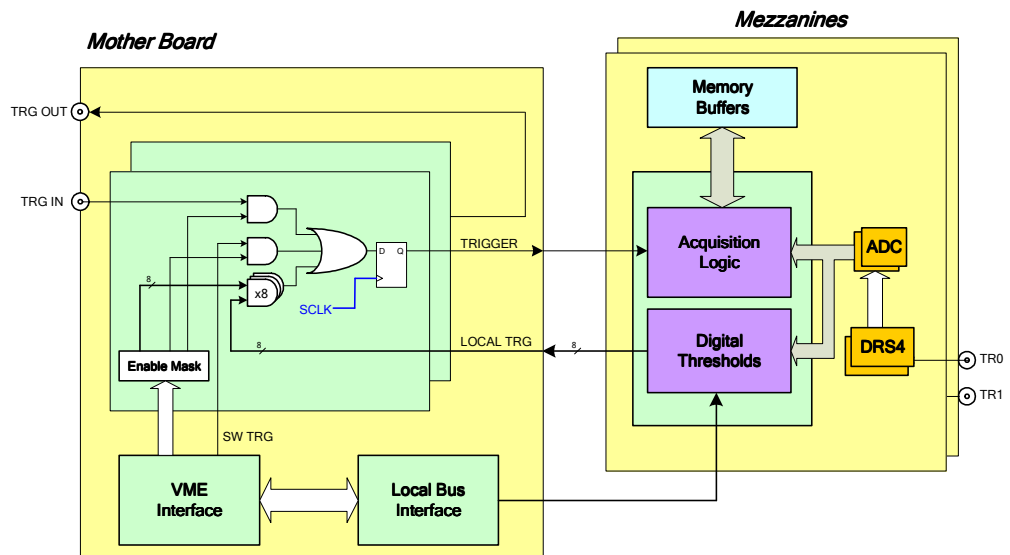 Mother Board
Mezzanines
TRG OUT
TRG IN
Memory
Buffers
D Q
TRIGGER
Acquisition
Logic
ADC
8
x8
SCLK
8
LOCAL TRG
8
Digital
Thresholds
DRS4
TR0
TR1
Enable Mask
SW TRG
VME
Interface
Local Bus
Interface